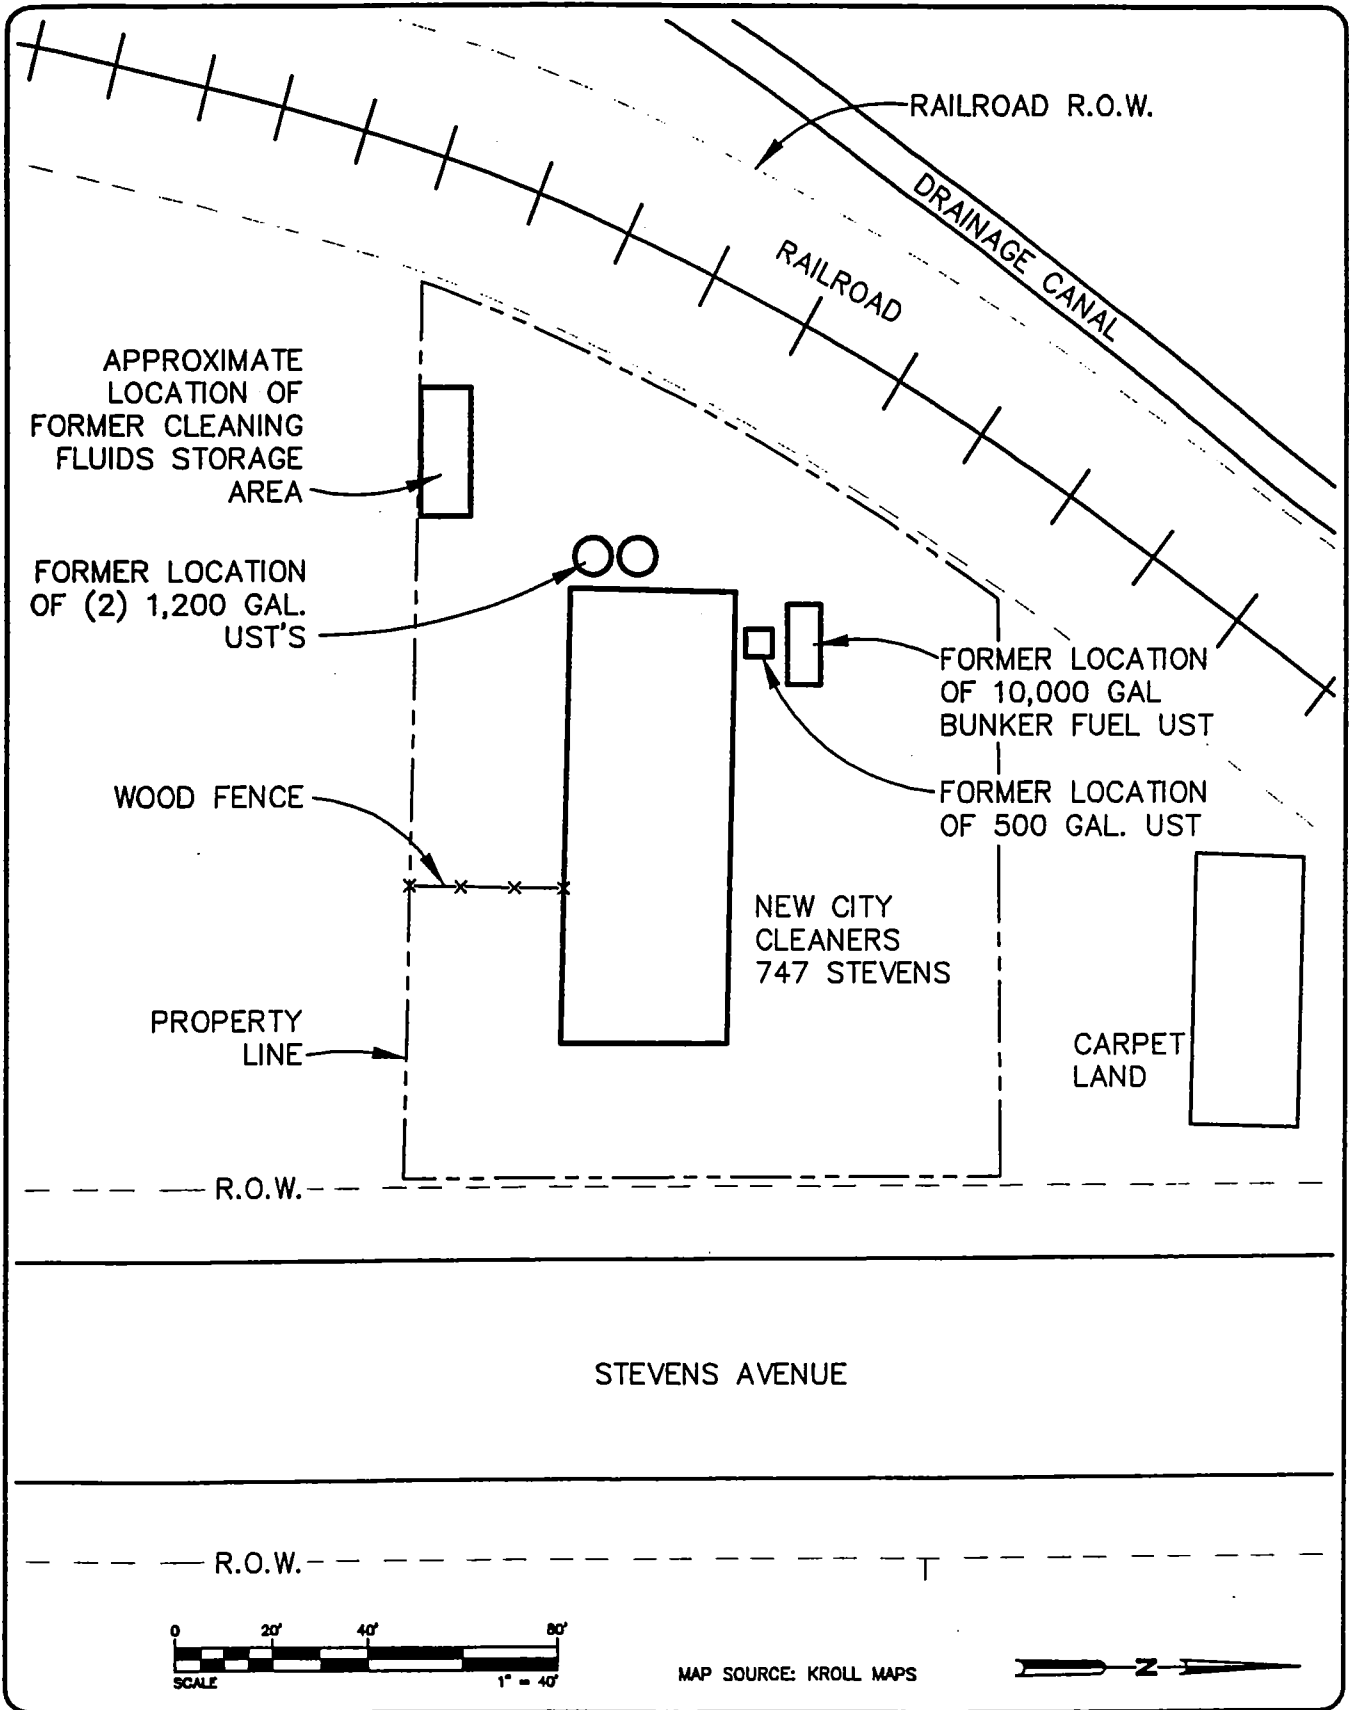 RAILROAD R.O.W.
DRAINAGE CANAL
RAILROAD
APPROXIMATE
LOCATION OF
FORMER CLEANING
FLUIDS STORAGE
AREA
FORMER LOCATION
OF (2) 1,200 GAL.
UST'S
FORMER LOCATION
OF 10,000 GAL
BUNKER FUEL UST
FORMER LOCATION
OF 500 GAL. UST
WOOD FENCE
NEW CITY
CLEANERS
747 STEVENS
PROPERTY
LINE
CARPET
LAND
R.O.W.
STEVENS AVENUE
R.O.W.
0 20' 40' 80'
SCALE 1" = 40'
MAP SOURCE: KROLL MAPS
N